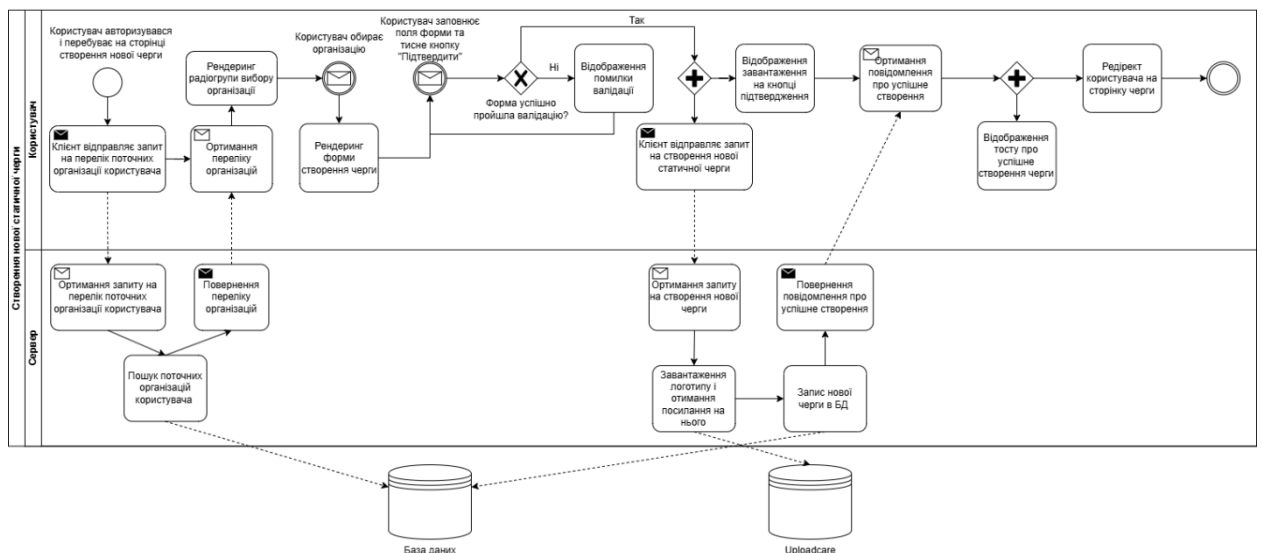 Створення нової статичної черги
Користувач
Користувач авторизувався
і перебуває на сторінці
створення нової черги
Рендеринг
радіогрупи вибору
організації
Користувач обирає
організацію
Користувач заповнює
поля форми та
тисне кнопку
"Підтвердити"
Так
Ні
Відображення
помилки
валідації
Форма успішно
пройшла валідацію?
Відображення
завантаження
на кнопці
підтвердження
Ортимання
повідомлення
про успішне
створення
Редірект
користувача на
сторінку черги
Клієнт відправляє запит
на перелік поточних
організації користувача
Ортимання
переліку
організацій
Рендеринг
форми
створення черги
Клієнт відправляє запит
на створення нової
статичної черги
Відображення
тосту про
успішне
створення черги
Сервер
Ортимання запиту на
перелік поточних
організації користувача
Повернення
переліку
організацій
Пошук поточних
організацій
користувача
Ортимання запиту
на створення нової
черги
Повернення
повідомлення про
успішне створення
Завантаження
логотипу і
отимання
посилання на
нього
Запис нової
черги в БД
База даних
Uploadcare